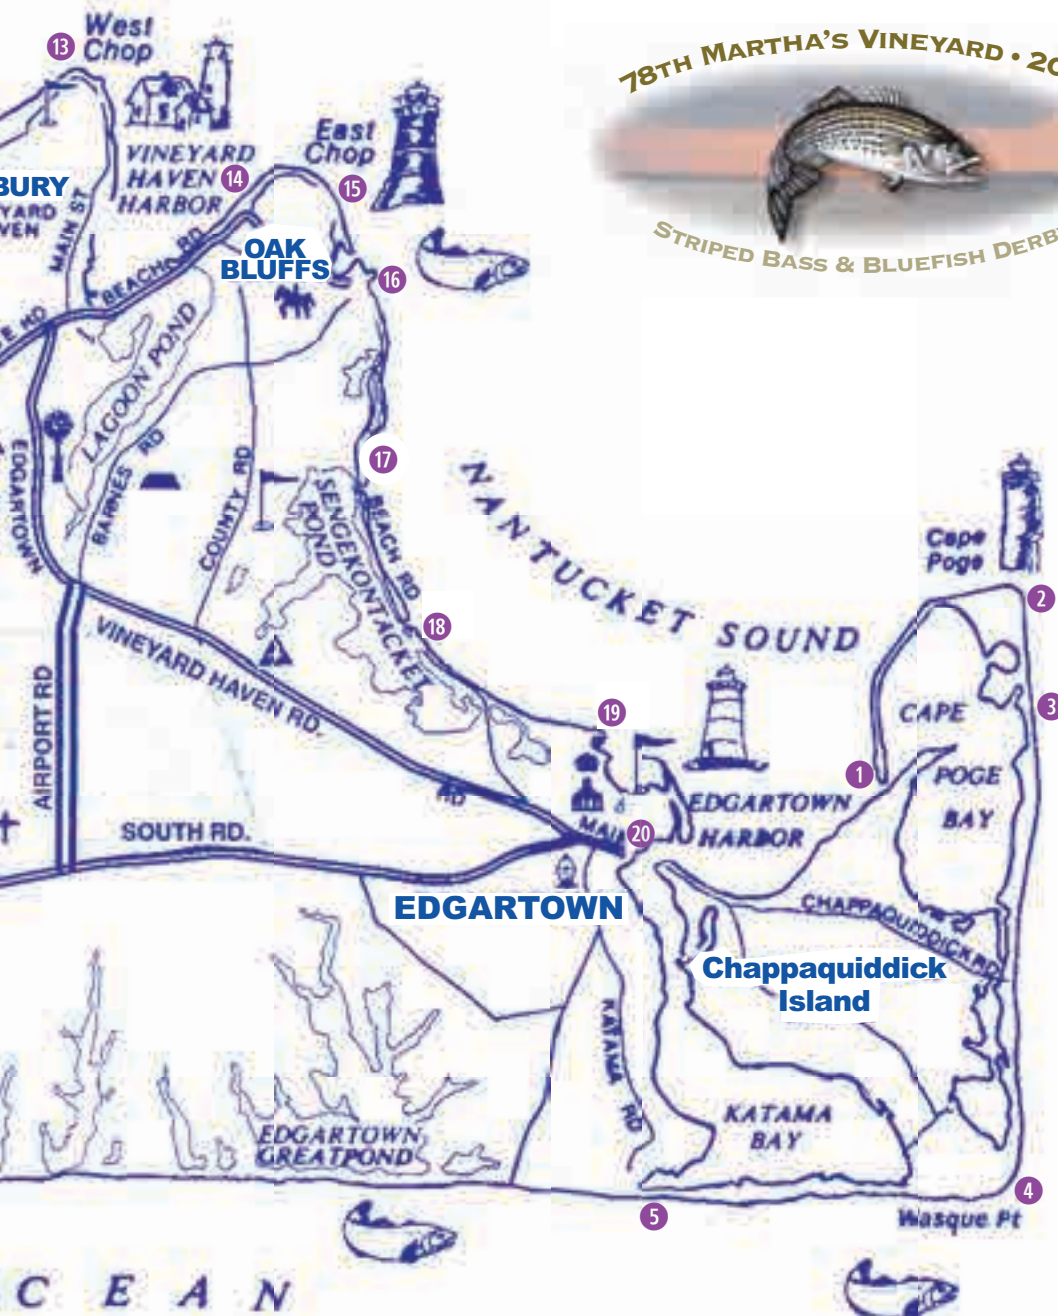 78TH MARTHA'S VINEYARD •
STRIPED BASS & BLUEFISH
13
West
Chop
East
Chop
VINEYARD
HAVEN
HARBOR
14
15
BURY
YARD
VEN
MAIN ST
BEACH RD
OAK
BLUFFS
16
LAGOON POND
EDGARTOWN
BARNES RD
COUNTY RD
17
SENGEKONTACKET
POND
BEACH RD
18
NANTUCKET SOUND
Cape
Poge
2
3
CAPE
POGE
BAY
1
19
EDGARTOWN
HARBOR
20
VINEYARD HAVEN RD.
AIRPORT RD
RD
SOUTH RD.
EDGARTOWN
CHAPPAQUIDDICK RD
Chappaquiddick
Island
KATAMA RD
KATAMA
BAY
EDGARTOWN
GREAT POND
4
Wasque Pt
5
CEAN